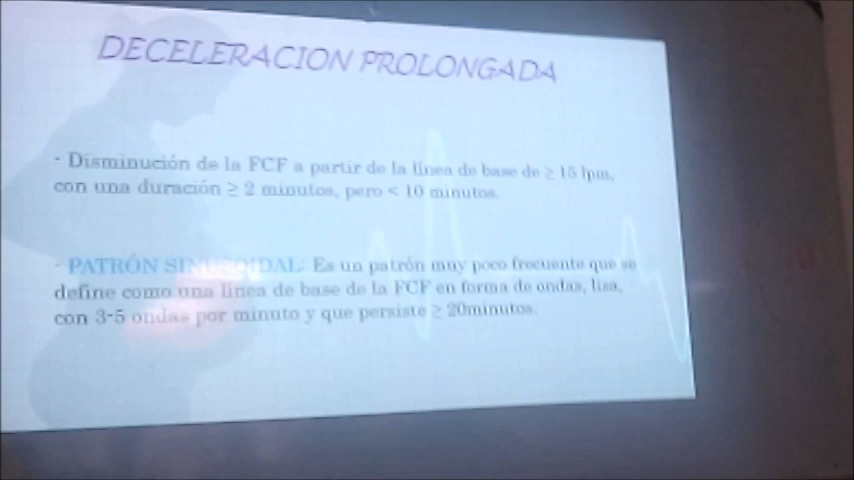 DECELERACION PROLONGADA
- Disminución de la FCF a partir de la línea de base de ≥ 15 lpm,
con una duración ≥ 2 minutos, pero < 10 minutos.
- PATRÓN SINUSOIDAL: Es un patrón muy poco frecuente que se
define como una línea de base de la FCF en forma de ondas, lisa,
con 3-5 ondas por minuto y que persiste ≥ 20minutos.